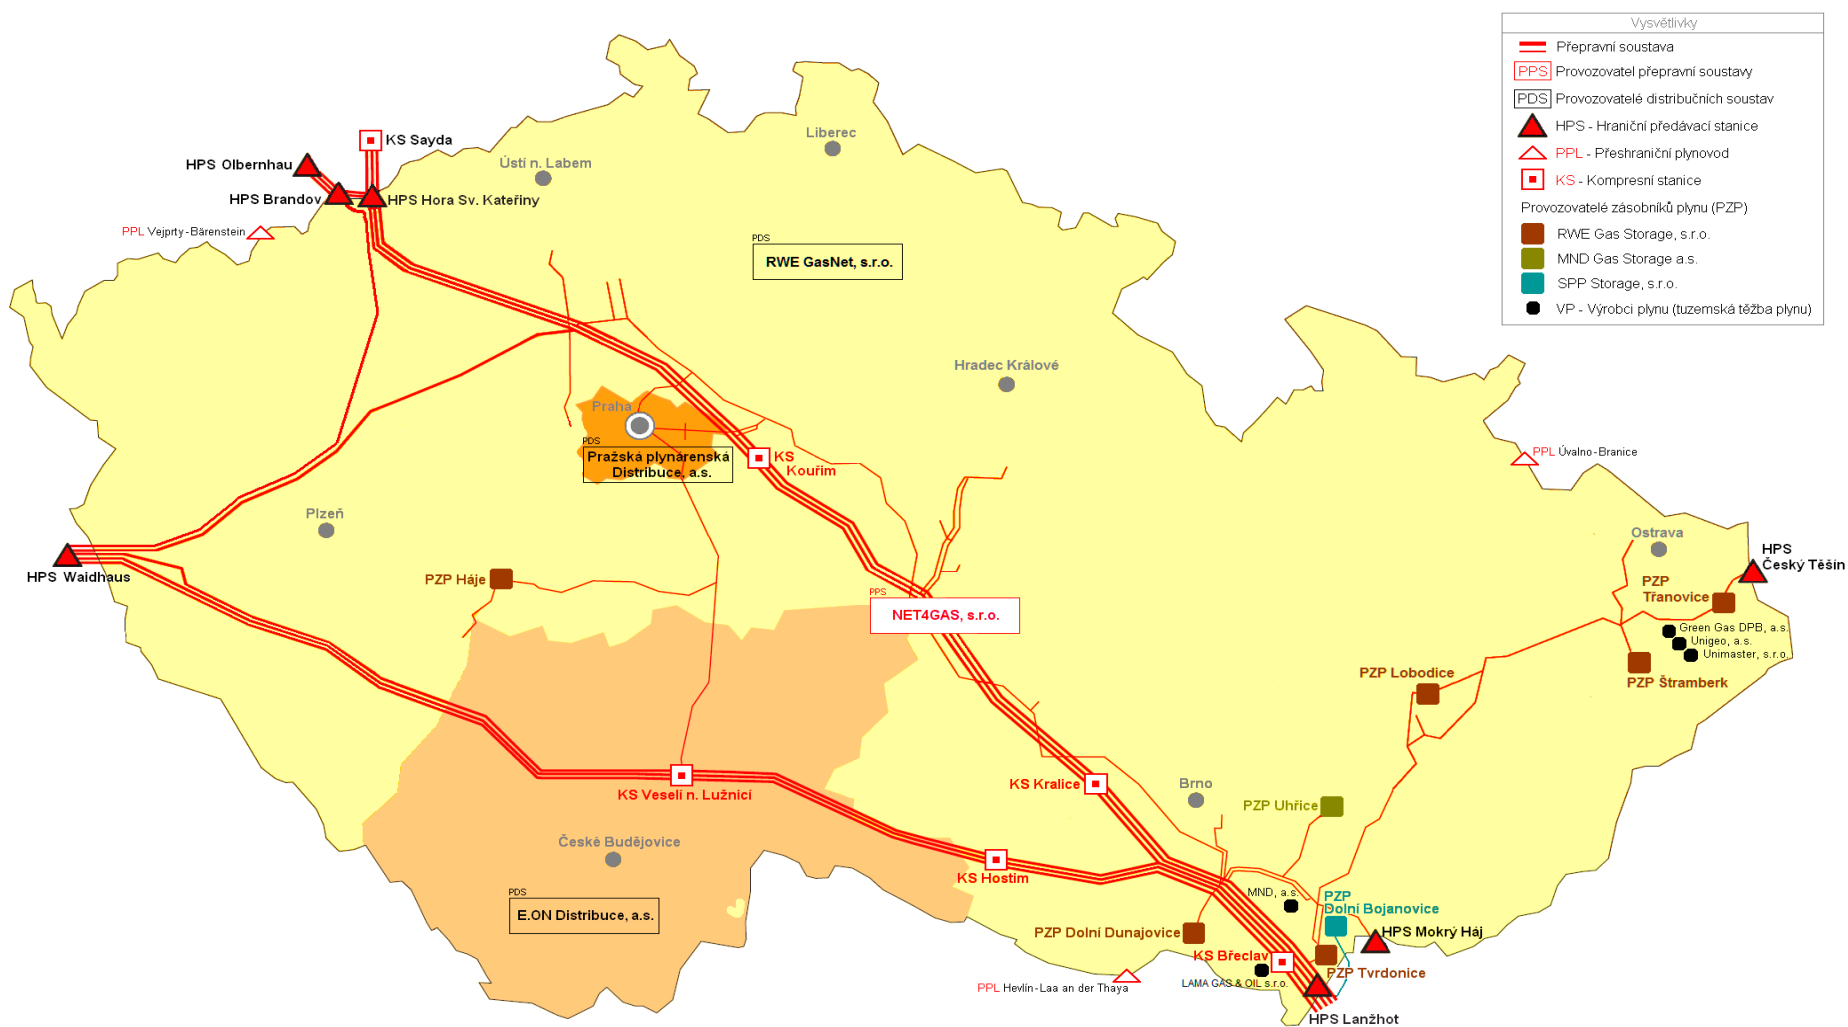 Vysvětlivky
Přepravní soustava
PPS Provozovatel přepravní soustavy
PDS Provozovatelé distribučních soustav
HPS - Hraniční předávací stanice
PPL - Přeshraniční plynovod
KS - Kompresní stanice
Provozovatelé zásobníků plynu (PZP)
RWE Gas Storage, s.r.o.
MND Gas Storage a.s.
SPP Storage, s.r.o.
VP - Výrobci plynu (tuzemská těžba plynu)
KS Sayda
HPS Olbernhau
HPS Brandov
HPS Hora Sv. Kateřiny
PPL Vejprty-Bärenstein
Ústí n. Labem
Liberec
PDS
RWE GasNet, s.r.o.
Hradec Králové
Praha
PDS
Pražská plynárenská
Distribuce, a.s.
KS
Kouřim
PPL Úvalno-Branice
Plzeň
HPS Waidhaus
PZP Háje
PPS
NET4GAS, s.r.o.
Ostrava
HPS
Český Těšín
PZP
Třanovice
Green Gas DPB, a.s.
Unigeo, a.s.
Unimaster, s.r.o.
PZP Štramberk
PZP Lobodice
KS Veselí n. Lužnicí
KS Kralice
Brno
PZP Uhřice
České Budějovice
KS Hostim
PDS
E.ON Distribuce, a.s.
MND, a.s.
PZP
Dolní Bojanovice
PZP Dolní Dunajovice
HPS Mokrý Háj
KS Břeclav
PZP Tvrdonice
LAMA GAS & OIL s.r.o.
PPL Hevlín-Laa an der Thaya
HPS Lanžhot